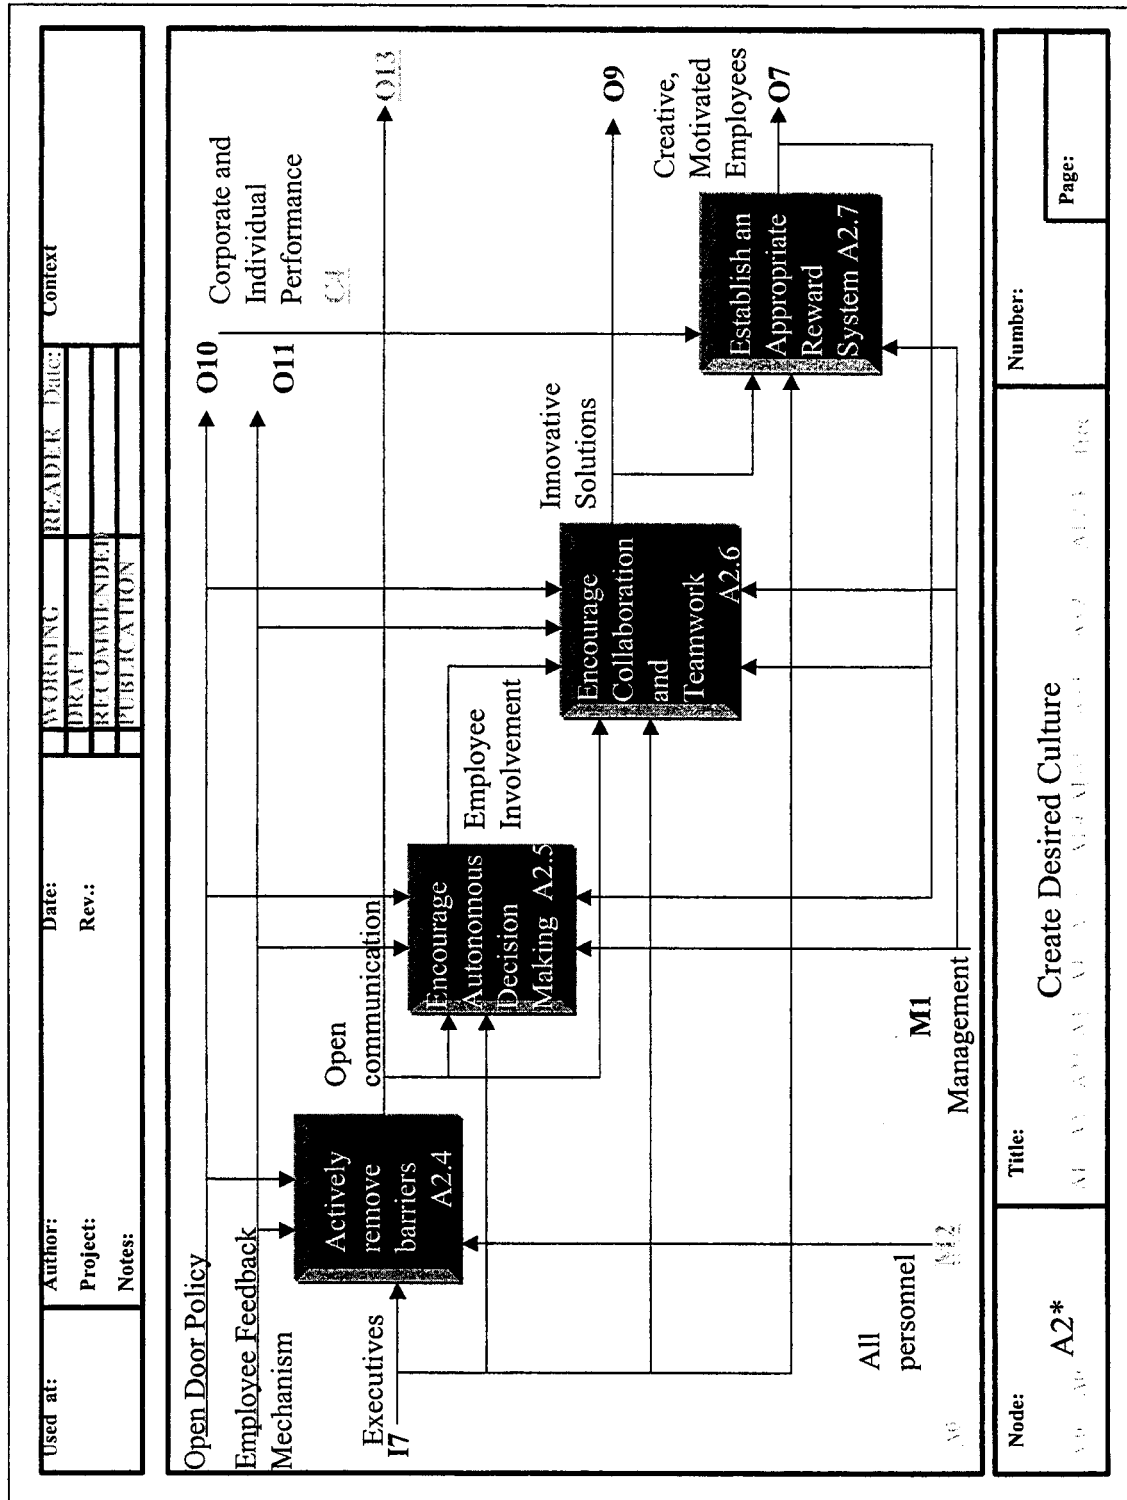 Used at:
Author:
Project:
Notes:
Date:
Rev.:
WORKING
DRAFT
RECOMMENDED
PUBLICATION
READER Date:
Context
Open Door Policy
O10
Employee Feedback
Mechanism
O11
Corporate and
Individual
Performance
C4
Executives
I7
Actively
remove
barriers
A2.4
Open
communication
O13
Encourage
Autonomous
Decision
Making A2.5
Employee
Involvement
Encourage
Collaboration
and
Teamwork
A2.6
Innovative
Solutions
O9
Establish an
Appropriate
Reward
System A2.7
Creative,
Motivated
Employees
O7
All
personnel
M12
M1
Management
Node:
A2*
Title:
Create Desired Culture
Number:
Page: